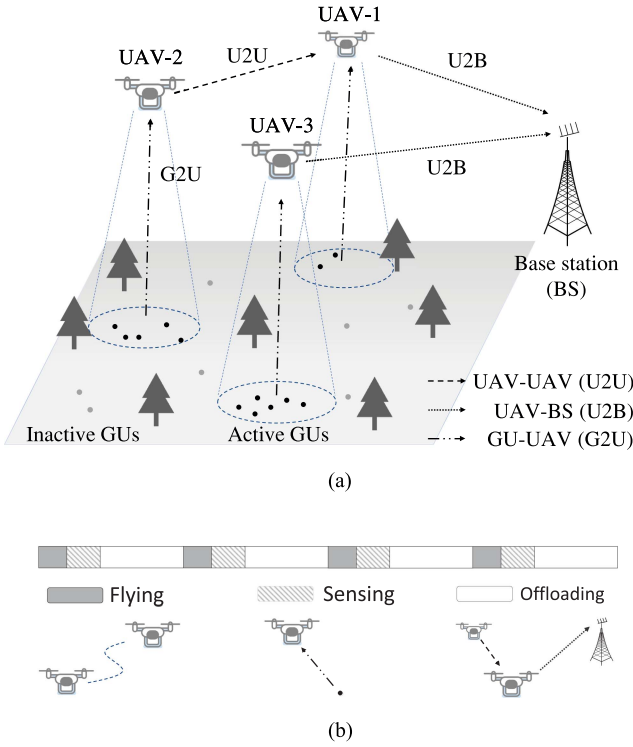 UAV-1
UAV-2
U2U
U2B
UAV-3
G2U
U2B
Base station
(BS)
UAV-UAV (U2U)
UAV-BS (U2B)
Inactive GUs
Active GUs
GU-UAV (G2U)
(a)
Flying
Sensing
Offloading
(b)